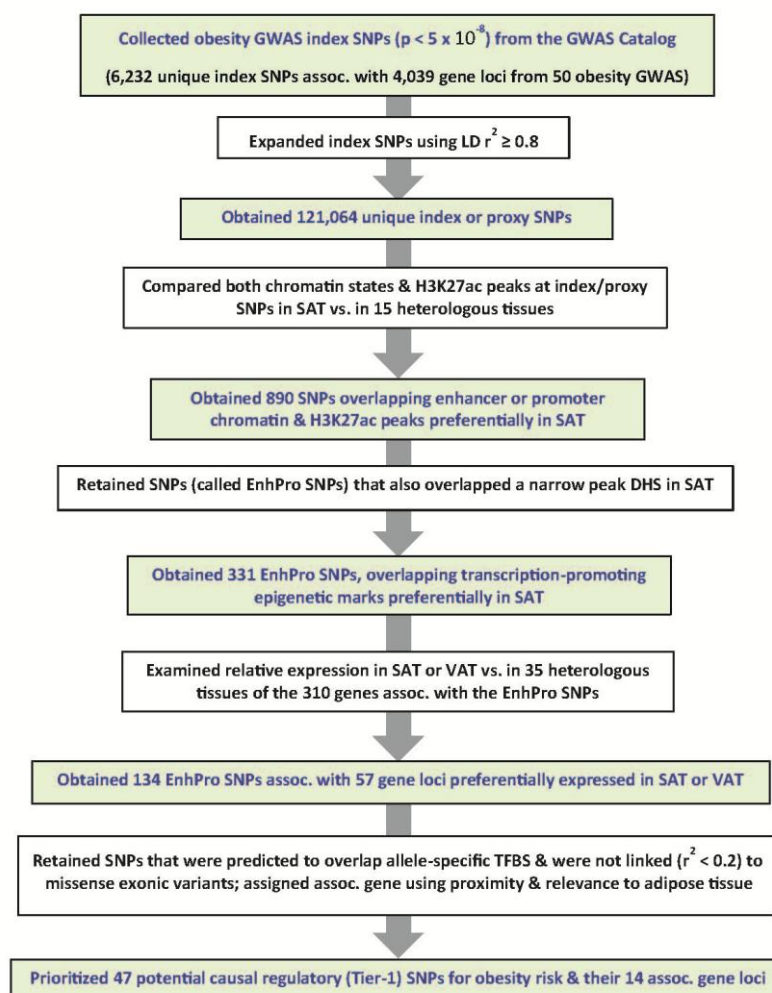 Collected obesity GWAS index SNPs (p < 5 x 10⁻⁸) from the GWAS Catalog
(6,232 unique index SNPs assoc. with 4,039 gene loci from 50 obesity GWAS)
Expanded index SNPs using LD r² ≥ 0.8
Obtained 121,064 unique index or proxy SNPs
Compared both chromatin states & H3K27ac peaks at index/proxy
SNPs in SAT vs. in 15 heterologous tissues
Obtained 890 SNPs overlapping enhancer or promoter
chromatin & H3K27ac peaks preferentially in SAT
Retained SNPs (called EnhPro SNPs) that also overlapped a narrow peak DHS in SAT
Obtained 331 EnhPro SNPs, overlapping transcription-promoting
epigenetic marks preferentially in SAT
Examined relative expression in SAT or VAT vs. in 35 heterologous
tissues of the 310 genes assoc. with the EnhPro SNPs
Obtained 134 EnhPro SNPs assoc. with 57 gene loci preferentially expressed in SAT or VAT
Retained SNPs that were predicted to overlap allele-specific TFBS & were not linked (r² < 0.2) to
missense exonic variants; assigned assoc. gene using proximity & relevance to adipose tissue
Prioritized 47 potential causal regulatory (Tier-1) SNPs for obesity risk & their 14 assoc. gene loci